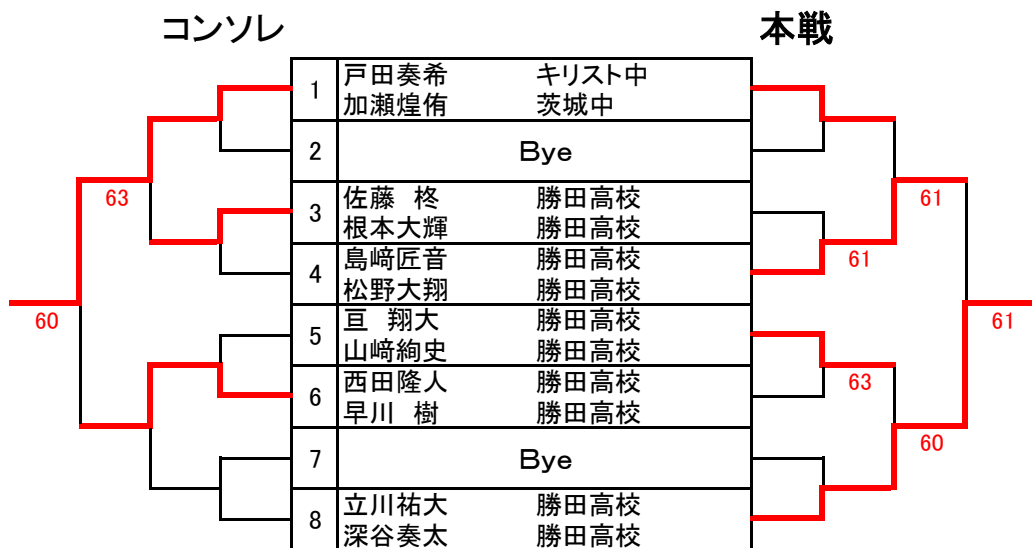 コンソレ 本戦
1 戸田奏希 キリスト中
加瀬煌侑 茨城中
2 Bye
63 3 佐藤 柊 勝田高校 61
根本大輝 勝田高校
4 島﨑匠音 勝田高校 61
松野大翔 勝田高校
60 5 亘 翔大 勝田高校 61
山﨑絢史 勝田高校
6 西田隆人 勝田高校 63
早川 樹 勝田高校
7 Bye 60
8 立川祐大 勝田高校
深谷奏太 勝田高校